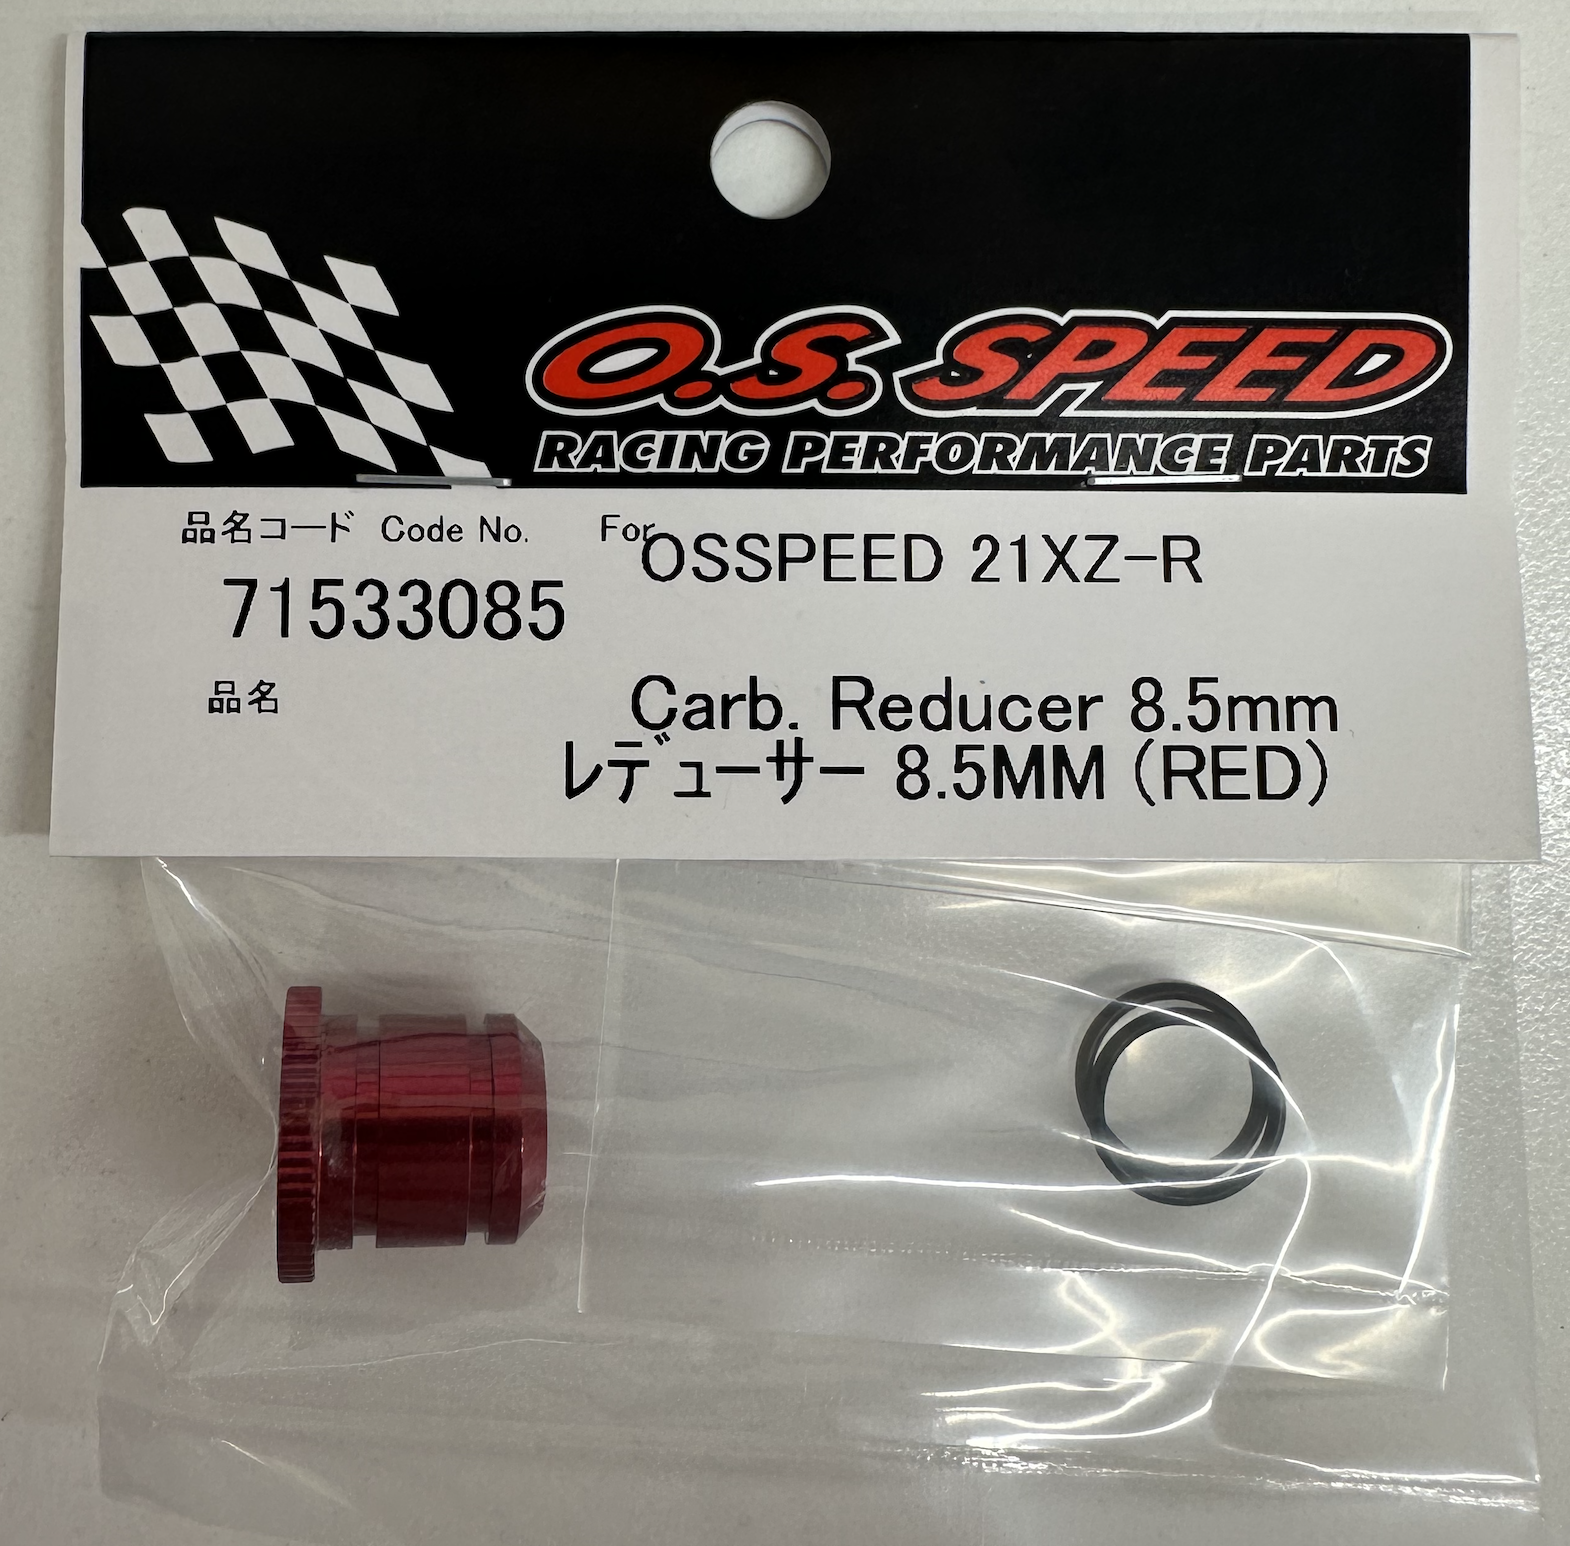 O.S. SPEED
RACING PERFORMANCE PARTS
品名コード Code No.
For OSSPEED 21XZ-R
71533085
品名
Carb. Reducer 8.5mm
レデューサー 8.5MM (RED)